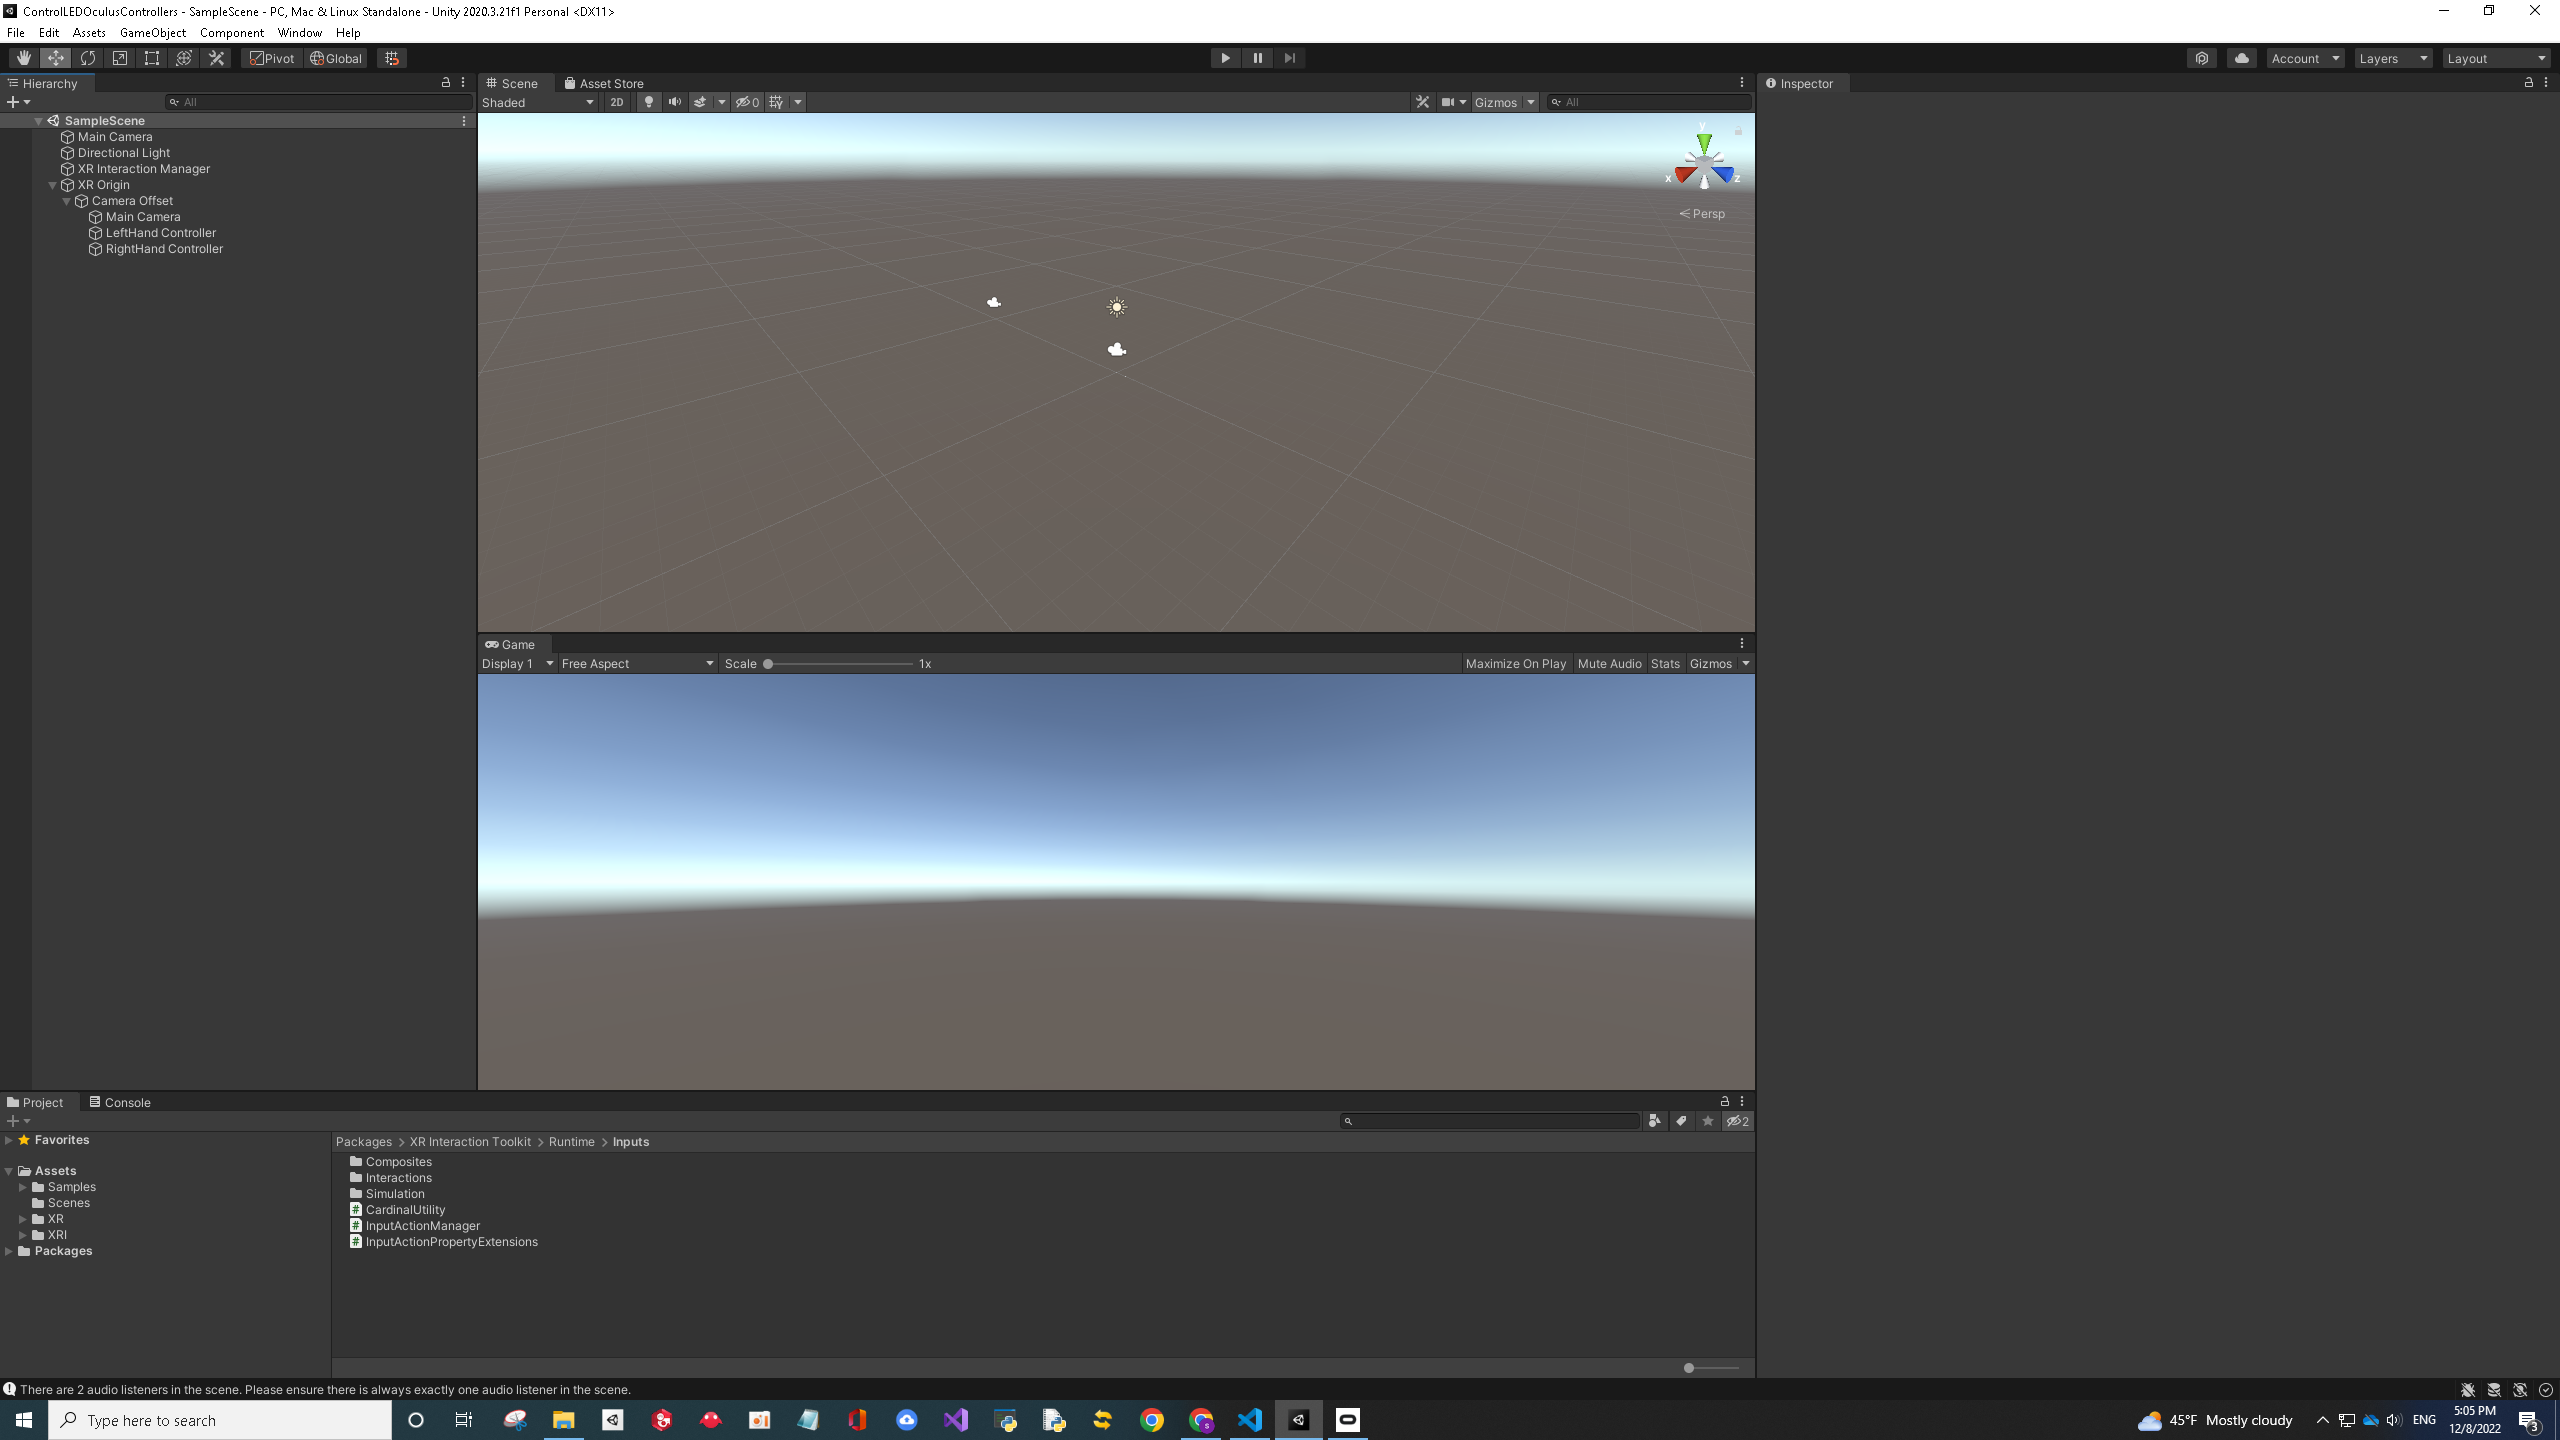 ControlLEDOculusControllers - SampleScene - PC, Mac & Linux Standalone - Unity 2020.3.21f1 Personal <DX11>
File Edit Assets GameObject Component Window Help
Pivot Global Account Layers Layout
Hierarchy
All
SampleScene
Main Camera
Directional Light
XR Interaction Manager
XR Origin
Camera Offset
Main Camera
LeftHand Controller
RightHand Controller
Scene Asset Store
Shaded 2D 0 Gizmos All
y
x z
Persp
Game
Display 1 Free Aspect Scale 1x Maximize On Play Mute Audio Stats Gizmos
Inspector
Project Console
2
Favorites
Assets
Samples
Scenes
XR
XRI
Packages
Packages > XR Interaction Toolkit > Runtime > Inputs
Composites
Interactions
Simulation
CardinalUtility
InputActionManager
InputActionPropertyExtensions
There are 2 audio listeners in the scene. Please ensure there is always exactly one audio listener in the scene.
Type here to search
45°F Mostly cloudy
ENG
5:05 PM
12/8/2022
3